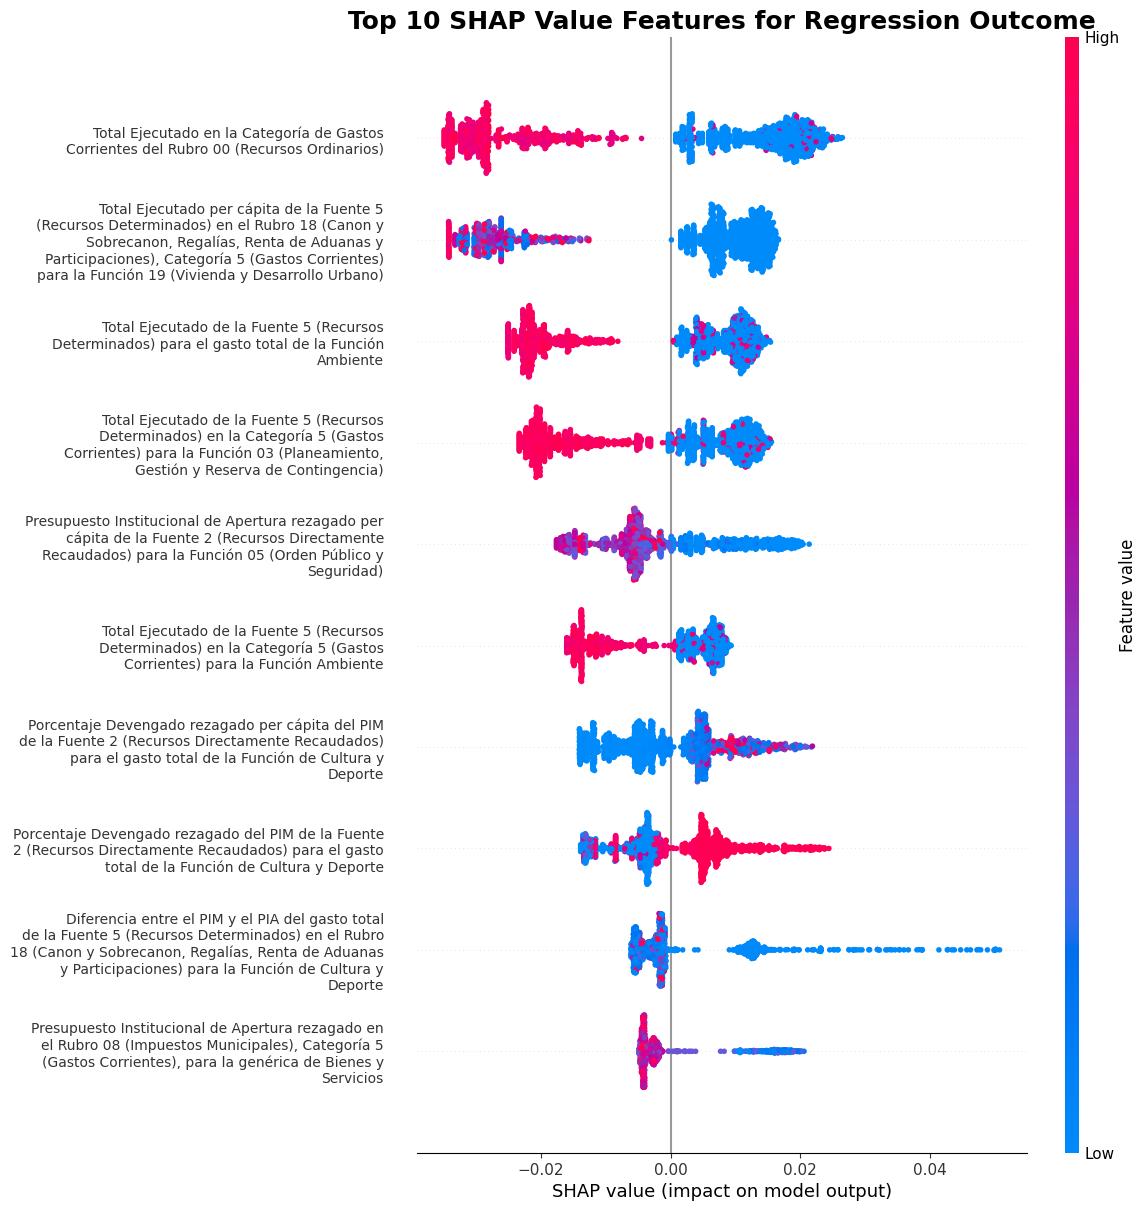 Top 10 SHAP Value Features for Regression Outcome
High
Total Ejecutado en la Categoría de Gastos
Corrientes del Rubro 00 (Recursos Ordinarios)
Total Ejecutado per cápita de la Fuente 5
(Recursos Determinados) en el Rubro 18 (Canon y
Sobrecanon, Regalías, Renta de Aduanas y
Participaciones), Categoría 5 (Gastos Corrientes)
para la Función 19 (Vivienda y Desarrollo Urbano)
Total Ejecutado de la Fuente 5 (Recursos
Determinados) para el gasto total de la Función
Ambiente
Total Ejecutado de la Fuente 5 (Recursos
Determinados) en la Categoría 5 (Gastos
Corrientes) para la Función 03 (Planeamiento,
Gestión y Reserva de Contingencia)
Presupuesto Institucional de Apertura rezagado per
cápita de la Fuente 2 (Recursos Directamente
Recaudados) para la Función 05 (Orden Público y
Seguridad)
Total Ejecutado de la Fuente 5 (Recursos
Determinados) en la Categoría 5 (Gastos
Corrientes) para la Función Ambiente
Porcentaje Devengado rezagado per cápita del PIM
de la Fuente 2 (Recursos Directamente Recaudados)
para el gasto total de la Función de Cultura y
Deporte
Porcentaje Devengado rezagado del PIM de la Fuente
2 (Recursos Directamente Recaudados) para el gasto
total de la Función de Cultura y Deporte
Diferencia entre el PIM y el PIA del gasto total
de la Fuente 5 (Recursos Determinados) en el Rubro
18 (Canon y Sobrecanon, Regalías, Renta de Aduanas
y Participaciones) para la Función de Cultura y
Deporte
Presupuesto Institucional de Apertura rezagado en
el Rubro 08 (Impuestos Municipales), Categoría 5
(Gastos Corrientes), para la genérica de Bienes y
Servicios
Feature value
Low
−0.02
0.00
0.02
0.04
SHAP value (impact on model output)